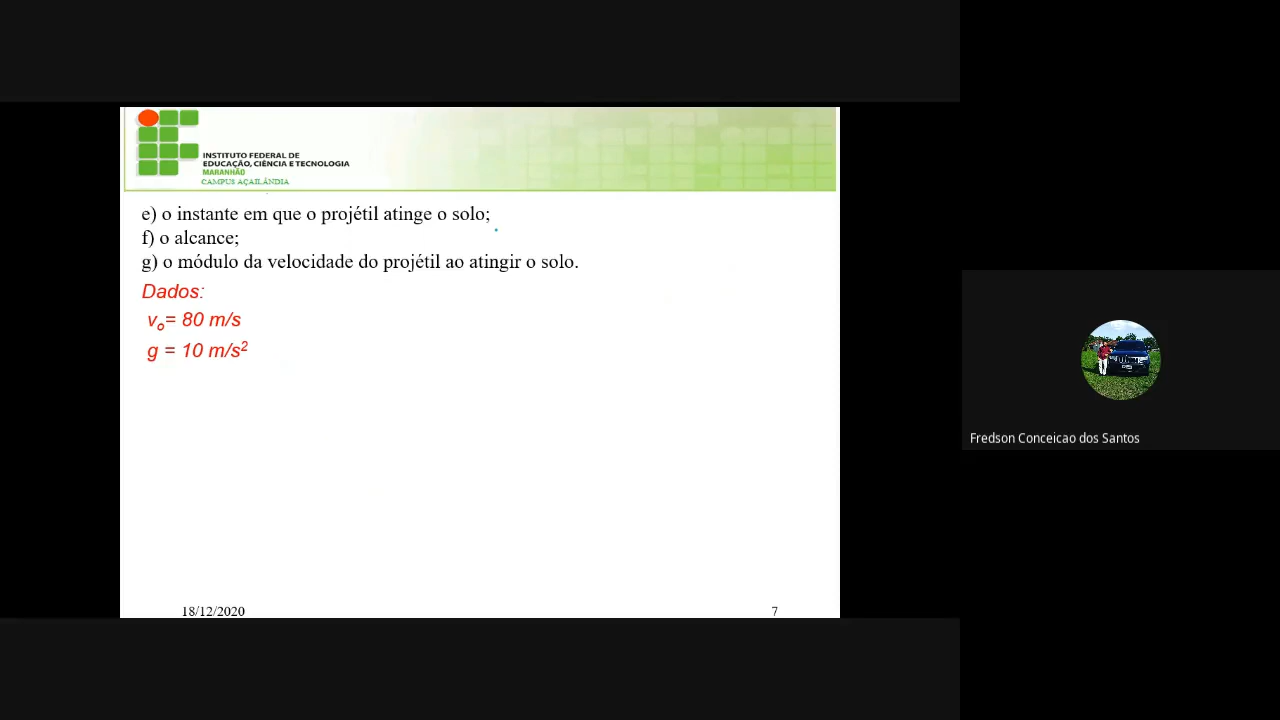 INSTITUTO FEDERAL DE
EDUCAÇÃO, CIÊNCIA E TECNOLOGIA
MARANHÃO
CAMPUS AÇAILÂNDIA
e) o instante em que o projétil atinge o solo;
f) o alcance;
g) o módulo da velocidade do projétil ao atingir o solo.
Dados:
vₒ= 80 m/s
g = 10 m/s²
18/12/2020
7
Fredson Conceicao dos Santos